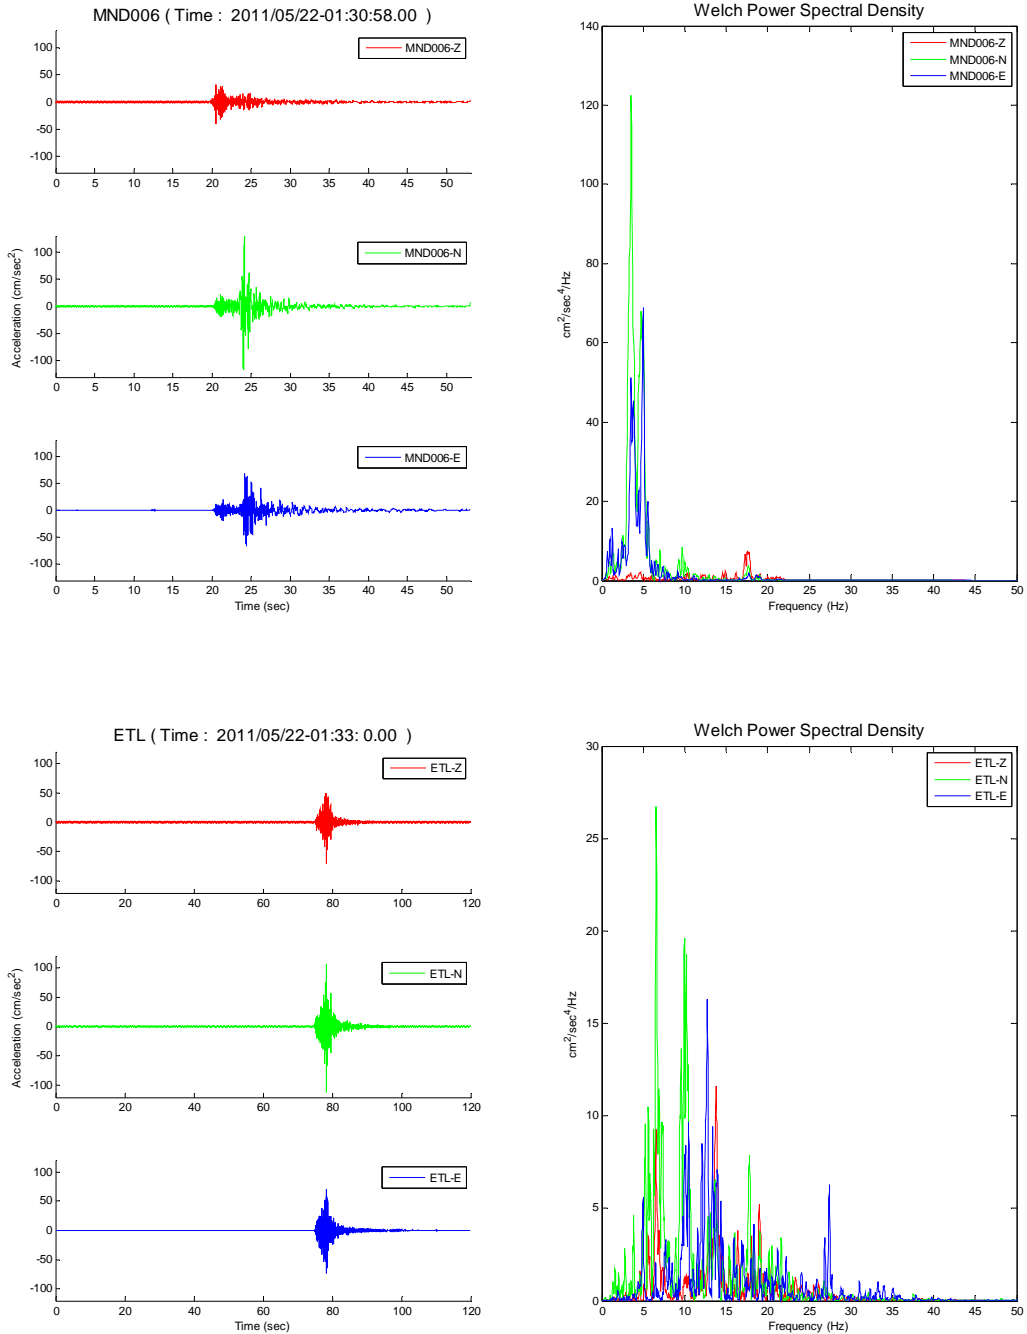 MND006 ( Time : 2011/05/22-01:30:58.00 )
MND006-Z
100
50
0
-50
-100
0 5 10 15 20 25 30 35 40 45 50
MND006-N
Acceleration (cm/sec2)
100
50
0
-50
-100
0 5 10 15 20 25 30 35 40 45 50
MND006-E
100
50
0
-50
-100
0 5 10 15 20 25 30 35 40 45 50
Time (sec)
Welch Power Spectral Density
MND006-Z
MND006-N
MND006-E
cm2/sec4/Hz
140
120
100
80
60
40
20
0
0 5 10 15 20 25 30 35 40 45 50
Frequency (Hz)
ETL ( Time : 2011/05/22-01:33: 0.00 )
ETL-Z
100
50
0
-50
-100
0 20 40 60 80 100 120
ETL-N
Acceleration (cm/sec2)
100
50
0
-50
-100
0 20 40 60 80 100 120
ETL-E
100
50
0
-50
-100
0 20 40 60 80 100 120
Time (sec)
Welch Power Spectral Density
ETL-Z
ETL-N
ETL-E
cm2/sec4/Hz
30
25
20
15
10
5
0
0 5 10 15 20 25 30 35 40 45 50
Frequency (Hz)